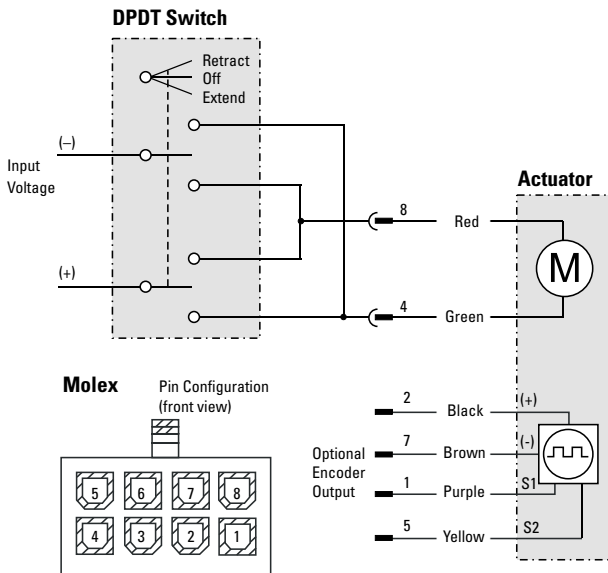 DPDT Switch
Retract
Off
Extend
(–)
Input
Voltage
(+)
Actuator
8
Red
M
4
Green
Molex
Pin Configuration
(front view)
5 6 7 8
4 3 2 1
Optional
Encoder
Output
2
Black
(+)
7
Brown
(-)
1
Purple
S1
5
Yellow
S2